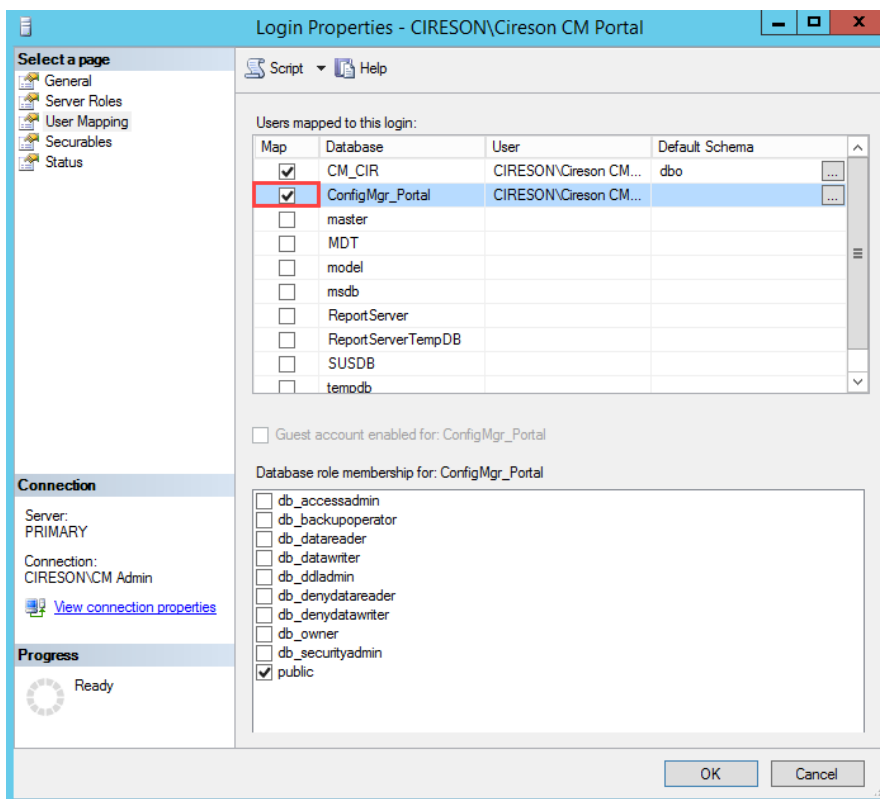 Login Properties - CIRESON\Cireson CM Portal
Select a page
General
Server Roles
User Mapping
Securables
Status
Script
Help
Users mapped to this login:
Map Database User Default Schema
CM_CIR CIRESON\Cireson CM... dbo ...
ConfigMgr_Portal CIRESON\Cireson CM... ...
master
MDT
model
msdb
ReportServer
ReportServerTempDB
SUSDB
tempdb
Guest account enabled for: ConfigMgr_Portal
Database role membership for: ConfigMgr_Portal
db_accessadmin
db_backupoperator
db_datareader
db_datawriter
db_ddladmin
db_denydatareader
db_denydatawriter
db_owner
db_securityadmin
public
Connection
Server:
PRIMARY
Connection:
CIRESON\CM Admin
View connection properties
Progress
Ready
OK Cancel